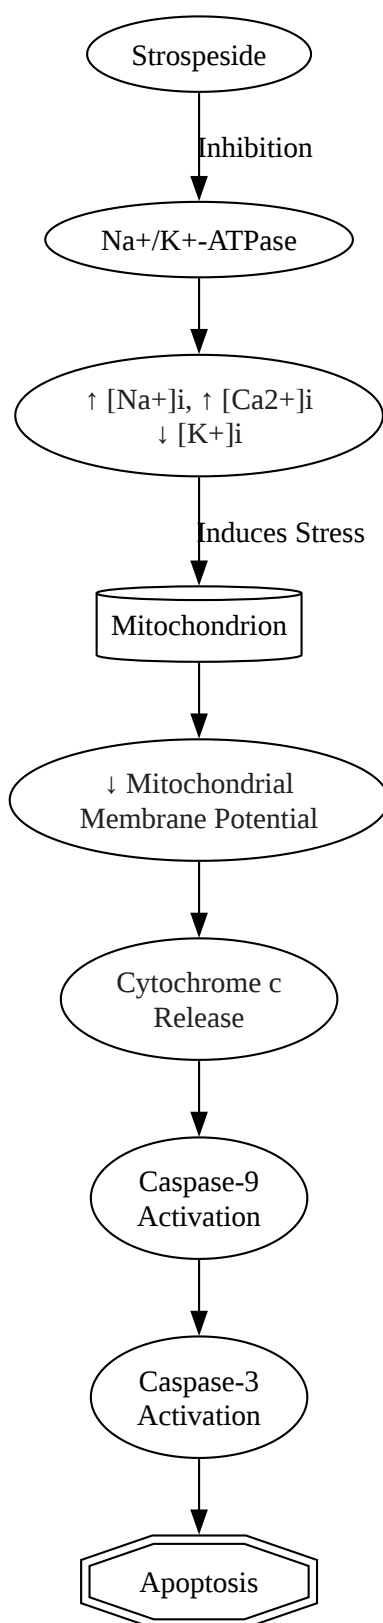 Strospeside
Inhibition
Na+/K+-ATPase
↑ [Na+]i, ↑ [Ca2+]i
↓ [K+]i
Induces Stress
Mitochondrion
↓ Mitochondrial
Membrane Potential
Cytochrome c
Release
Caspase-9
Activation
Caspase-3
Activation
Apoptosis